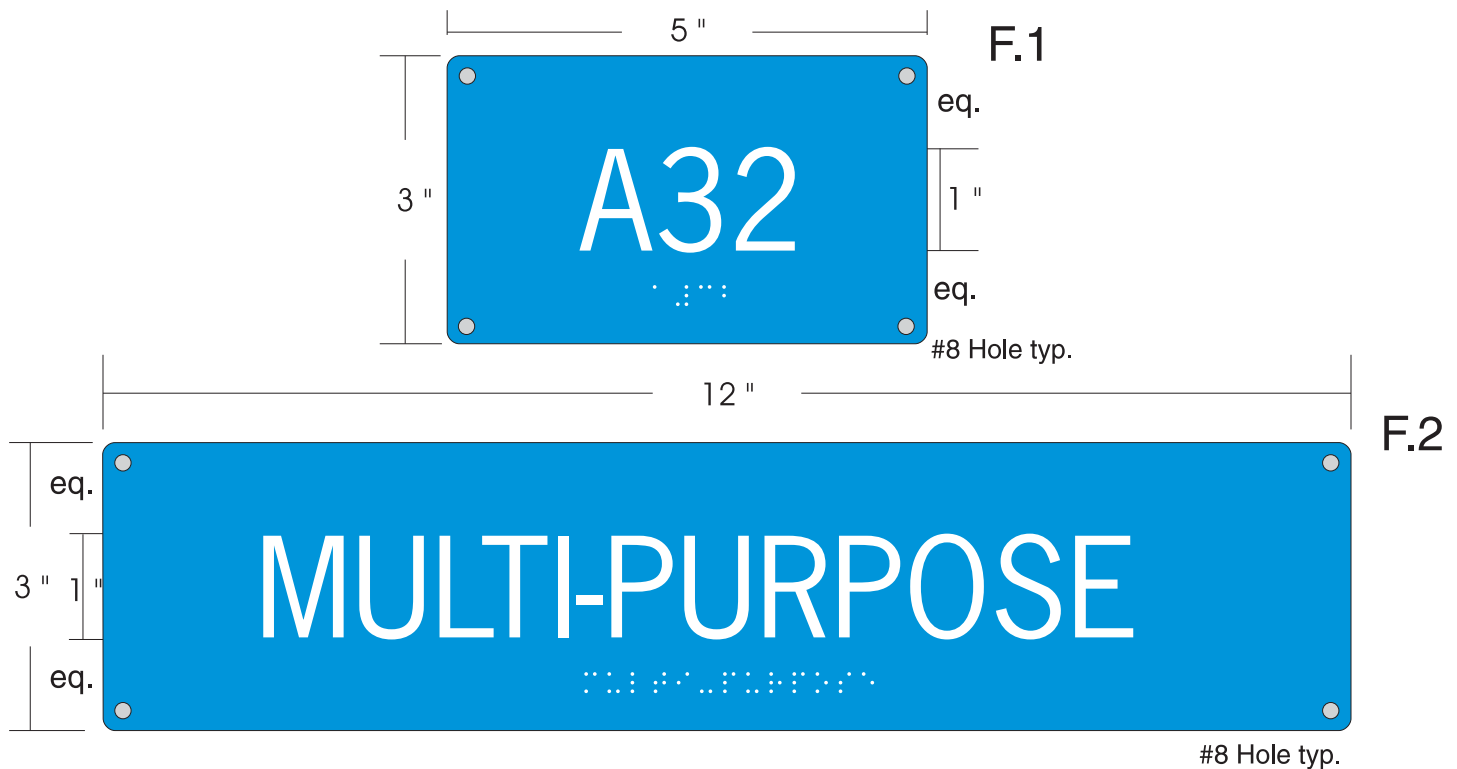 5 "
F.1
eq.
A32
3 "
1 "
⠁⠼⠉⠃
eq.
#8 Hole typ.
12 "
F.2
eq.
3 " 1 "
MULTI-PURPOSE
⠍⠥⠇⠞⠊⠤⠏⠥⠗⠏⠕⠎⠑
eq.
#8 Hole typ.